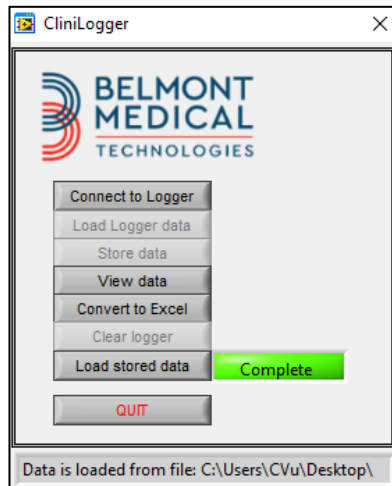 CliniLogger
BELMONT
MEDICAL
TECHNOLOGIES
Connect to Logger
Load Logger data
Store data
View data
Convert to Excel
Clear logger
Load stored data Complete
QUIT
Data is loaded from file: C:\Users\CVu\Desktop\